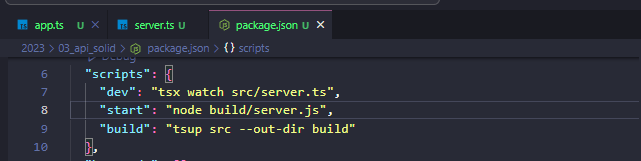 app.ts U server.ts U package.json U
2023 > 03_api_solid > package.json > {} scripts
Debug
6 "scripts": {
7 "dev": "tsx watch src/server.ts",
8 "start": "node build/server.js",
9 "build": "tsup src --out-dir build"
10 },